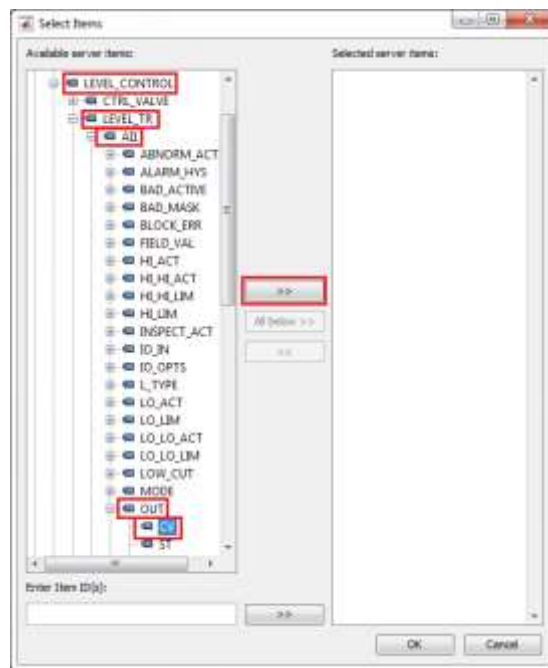 Select Items
Available server items:
Selected server items:
LEVEL_CONTROL
CTRL_VALVE
LEVEL_TR
ABNORM_ACT
ALARM_HYS
BAD_ACTIVE
BAD_MASK
BLOCK_ERR
FIELD_VAL
HI_ACT
HI_HI_ACT
HI_HI_LIM
HI_LIM
INSPECT_ACT
IO_IN
IO_OPTS
L_TYPE
LO_ACT
LO_LIM
LO_LO_ACT
LO_LO_LIM
LOW_CUT
MODE
OUT
CV
ST
>>
All below >>
Enter Item ID(s):
>>
OK
Cancel